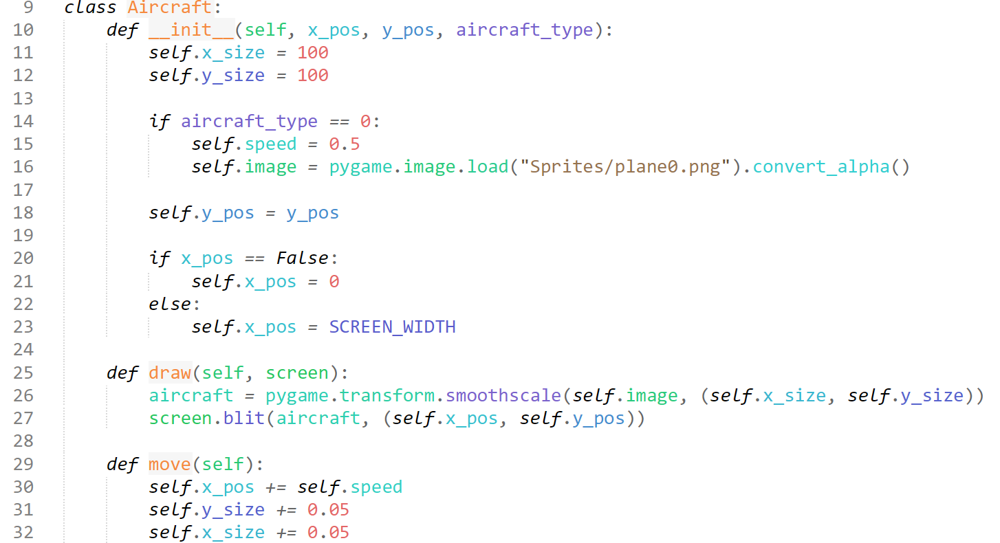 9 class Aircraft:
10     def __init__(self, x_pos, y_pos, aircraft_type):
11         self.x_size = 100
12         self.y_size = 100
13
14         if aircraft_type == 0:
15             self.speed = 0.5
16             self.image = pygame.image.load("Sprites/plane0.png").convert_alpha()
17
18         self.y_pos = y_pos
19
20         if x_pos == False:
21             self.x_pos = 0
22         else:
23             self.x_pos = SCREEN_WIDTH
24
25     def draw(self, screen):
26         aircraft = pygame.transform.smoothscale(self.image, (self.x_size, self.y_size))
27         screen.blit(aircraft, (self.x_pos, self.y_pos))
28
29     def move(self):
30         self.x_pos += self.speed
31         self.y_size += 0.05
32         self.x_size += 0.05